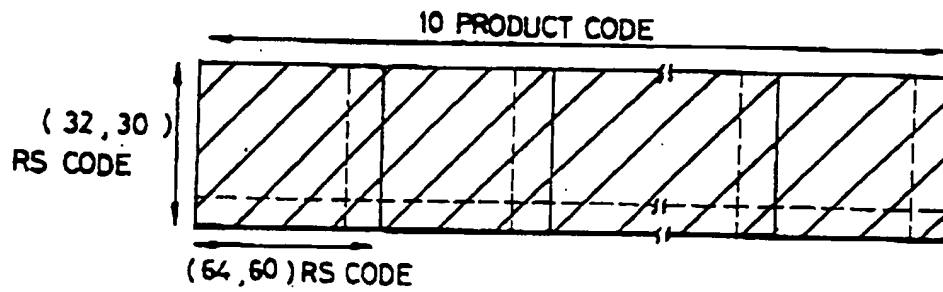 10 PRODUCT CODE
( 32 , 30 )
RS CODE
( 64 , 60 ) RS CODE